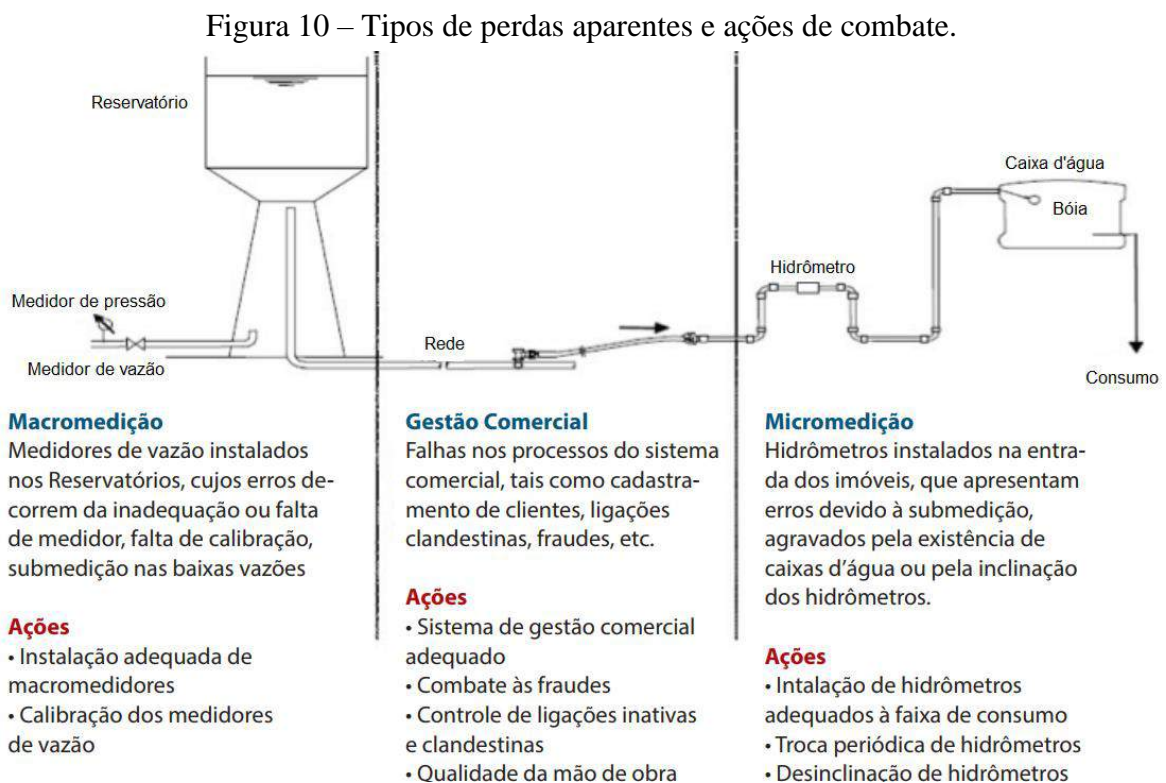 Figura 10 – Tipos de perdas aparentes e ações de combate.
Reservatório
Medidor de pressão
Medidor de vazão
Rede
Hidrômetro
Caixa d'água
Bóia
Consumo
Macromedição
Medidores de vazão instalados
nos Reservatórios, cujos erros de-
correm da inadequação ou falta
de medidor, falta de calibração,
submedição nas baixas vazões
Ações
• Instalação adequada de
macromedidores
• Calibração dos medidores
de vazão
Gestão Comercial
Falhas nos processos do sistema
comercial, tais como cadastra-
mento de clientes, ligações
clandestinas, fraudes, etc.
Ações
• Sistema de gestão comercial
adequado
• Combate às fraudes
• Controle de ligações inativas
e clandestinas
• Qualidade da mão de obra
Micromedição
Hidrômetros instalados na entra-
da dos imóveis, que apresentam
erros devido à submedição,
agravados pela existência de
caixas d'água ou pela inclinação
dos hidrômetros.
Ações
• Intalação de hidrômetros
adequados à faixa de consumo
• Troca periódica de hidrômetros
• Desinclinação de hidrômetros